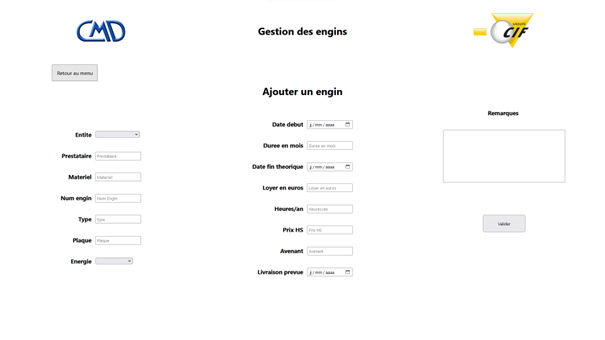 CMD
Gestion des engins
GROUPE
CIF
Retour au menu
Ajouter un engin
Entite
Prestataire
Prestataire
Materiel
Materiel
Num engin
Num Engin
Type
type
Plaque
Plaque
Energie
Date debut
jj / mm / aaaa
Duree en mois
Duree en mois
Date fin theorique
jj / mm / aaaa
Loyer en euros
Loyer en euros
Heures/an
Heures/an
Prix HS
Prix HS
Avenant
Avenant
Livraison prevue
jj / mm / aaaa
Remarques
Valider